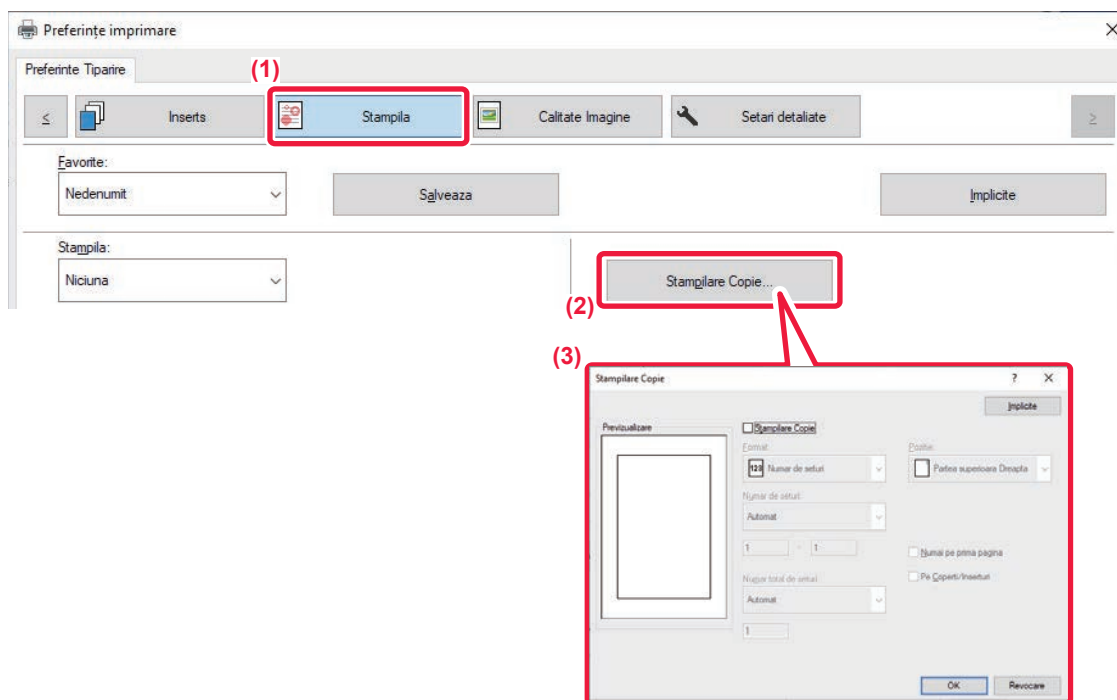 Preferințe imprimare
Preferinte Tiparire
(1)
< Inserts Stampila Calitate Imagine Setari detaliate >
Favorite:
Nedenumit Salveaza Implicite
Stampila:
Niciuna Stampilare Copie...
(2)
(3)
Stampilare Copie ?
Implicite
Previzualizare Stampilare Copie
Format: Pozitie:
123 Numar de seturi Partea superioara Dreapta
Numar de seturi:
Automat
1 - 1 Numai pe prima pagina
Numar total de seturi: Pe Coperti/Inserturi
Automat
1
OK Revocare